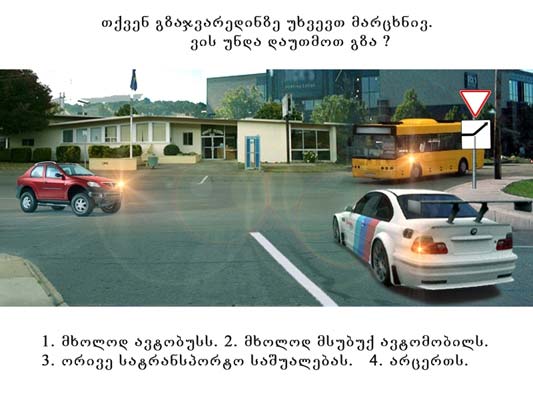 თქვენ გზაჯვარედინზე უხვევთ მარცხნივ.
ვის უნდა დაუთმოთ გზა ?
1. მხოლოდ ავტობუსს. 2. მხოლოდ მსუბუქ ავტომობილს.
3. ორივე სატრანსპორტო საშუალებას. 4. არცერთს.